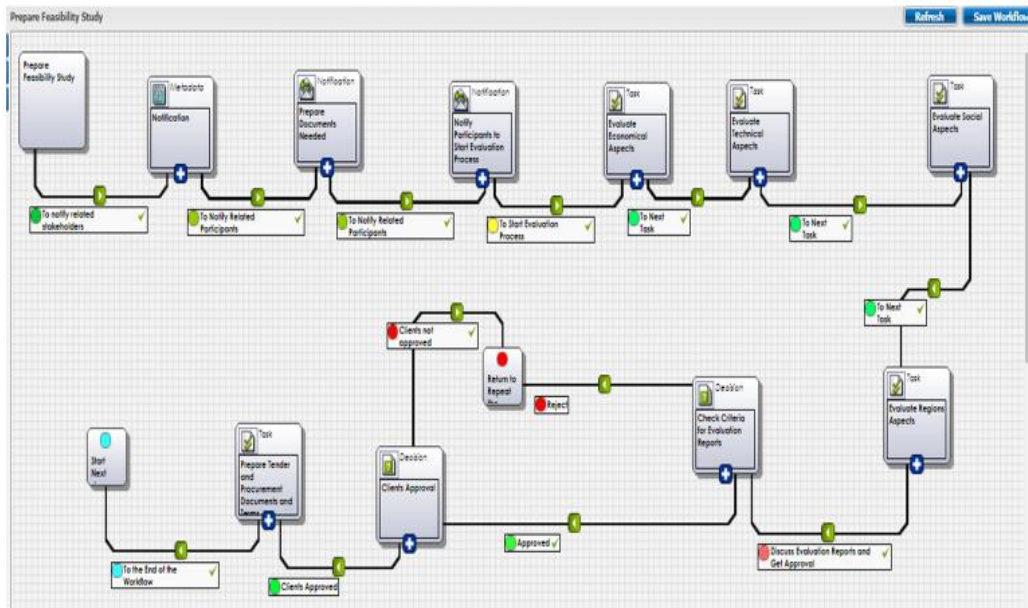 Prepare Feasibility Study
Refresh
Save Workflow
Prepare
Feasibility Study
Metadata
Notification
Notification
Prepare
Documents
Needed
Notification
Notify
Participants to
Start Evaluation
Process
Task
Evaluate
Economical
Aspects
Task
Evaluate
Technical
Aspects
Task
Evaluate Social
Aspects
To notify related
stakeholders
To Notify Related
Participants
To Notify Related
Participants
To Start Evaluation
Process
To Next
Task
To Next
Task
To Next
Task
Clients not
approved
Return to
Repeat
Reject
Decision
Check Criteria
for Evaluation
Reports
Task
Evaluate Regions
Aspects
Start
Next
Task
Prepare Tender
and
Procurement
Documents and
Terms
Decision
Clients Approval
Approved
Discuss Evaluation Reports and
Get Approval
To the End of the
Workflow
Clients Approved